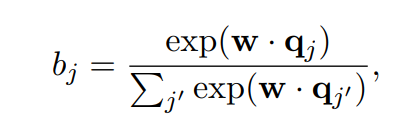 b_j = \frac{\exp(\mathbf{w} \cdot \mathbf{q}_j)}{\sum_{j'} \exp(\mathbf{w} \cdot \mathbf{q}_{j'})},